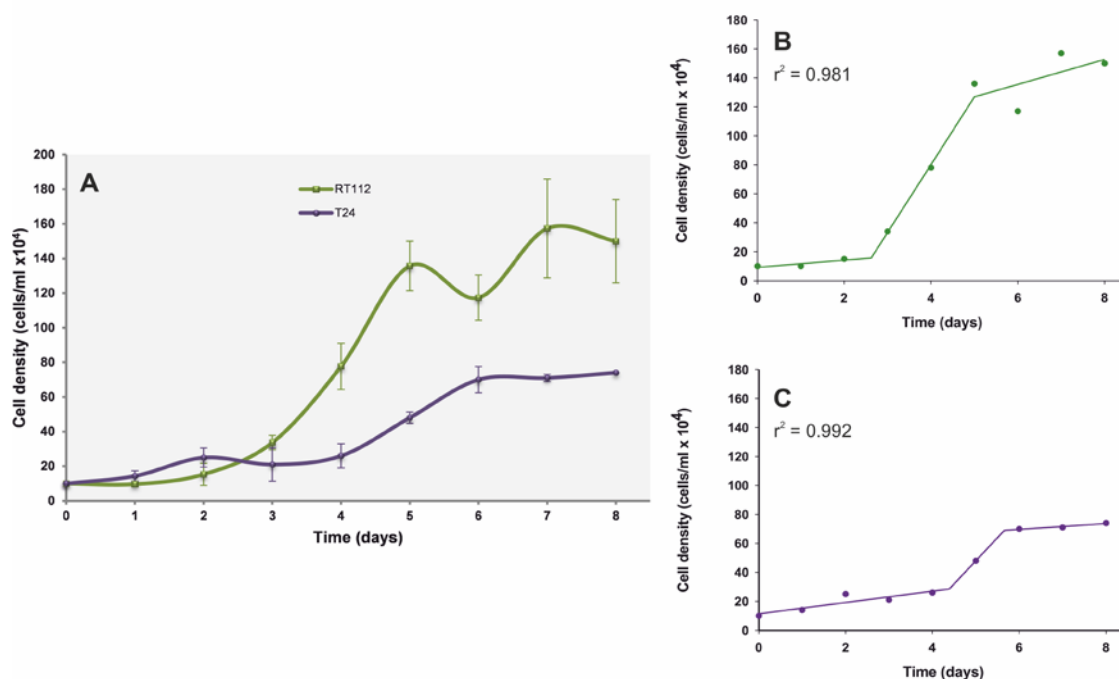 A
RT112
T24
Cell density (cells/ml x10⁴)
200
180
160
140
120
100
80
60
40
20
0
0 1 2 3 4 5 6 7 8
Time (days)
B
r² = 0.981
Cell density (cells/ml x 10⁴)
180
160
140
120
100
80
60
40
20
0
0 2 4 6 8
Time (days)
C
r² = 0.992
Cell density (cells/ml x 10⁴)
180
160
140
120
100
80
60
40
20
0
0 2 4 6 8
Time (days)